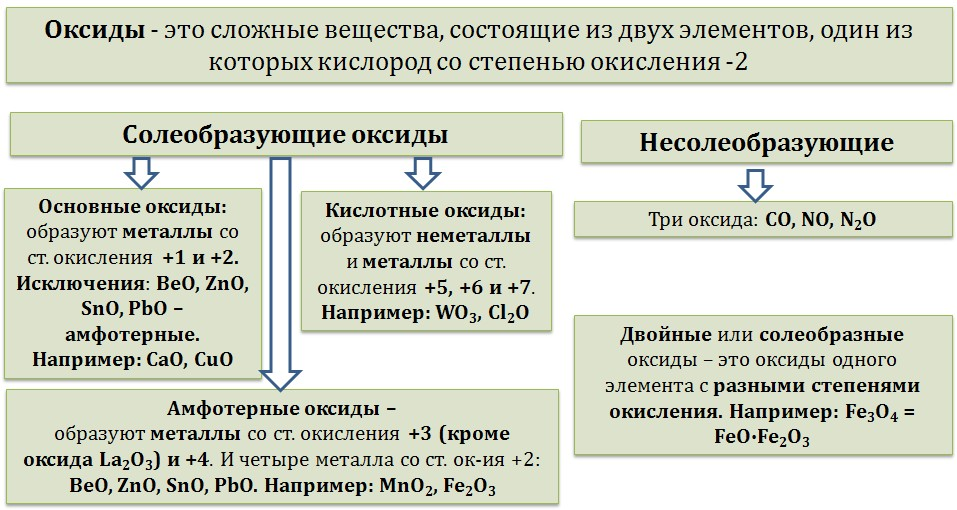 Оксиды - это сложные вещества, состоящие из двух элементов, один из
которых кислород со степенью окисления -2
Солеобразующие оксиды
Несолеобразующие
Основные оксиды:
образуют металлы со
ст. окисления +1 и +2.
Исключения: BeO, ZnO,
SnO, PbO –
амфотерные.
Например: CaO, CuO
Кислотные оксиды:
образуют неметаллы
и металлы со ст.
окисления +5, +6 и +7.
Например: WO₃, Cl₂O
Три оксида: CO, NO, N₂O
Двойные или солеобразные
оксиды – это оксиды одного
элемента с разными степенями
окисления. Например: Fe₃O₄ =
FeO·Fe₂O₃
Амфотерные оксиды –
образуют металлы со ст. окисления +3 (кроме
оксида La₂O₃) и +4. И четыре металла со ст. ок-ия +2:
BeO, ZnO, SnO, PbO. Например: MnO₂, Fe₂O₃